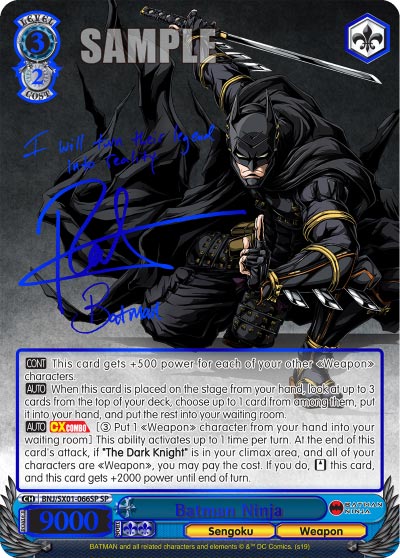 LEVEL
3
2
COST
SAMPLE
I will turn this legend
into reality
Batman
CONT This card gets +500 power for each of your other «Weapon»
characters.
AUTO When this card is placed on the stage from your hand, look at up to 3
cards from the top of your deck, choose up to 1 card from among them, put
it into your hand, and put the rest into your waiting room.
AUTO CXCOMBO [③ Put 1 «Weapon» character from your hand into your
waiting room] This ability activates up to 1 time per turn. At the end of this
card's attack, if "The Dark Knight" is in your climax area, and all of your
characters are «Weapon», you may pay the cost. If you do, [↱] this card,
and this card gets +2000 power until end of turn.
CH BNJ/SX01-066SP SP
Batman Ninja
BATMAN NINJA
POWER 9000
SOUL
Sengoku
Weapon
BATMAN and all related characters and elements © & ™ DC Comics. (s19)